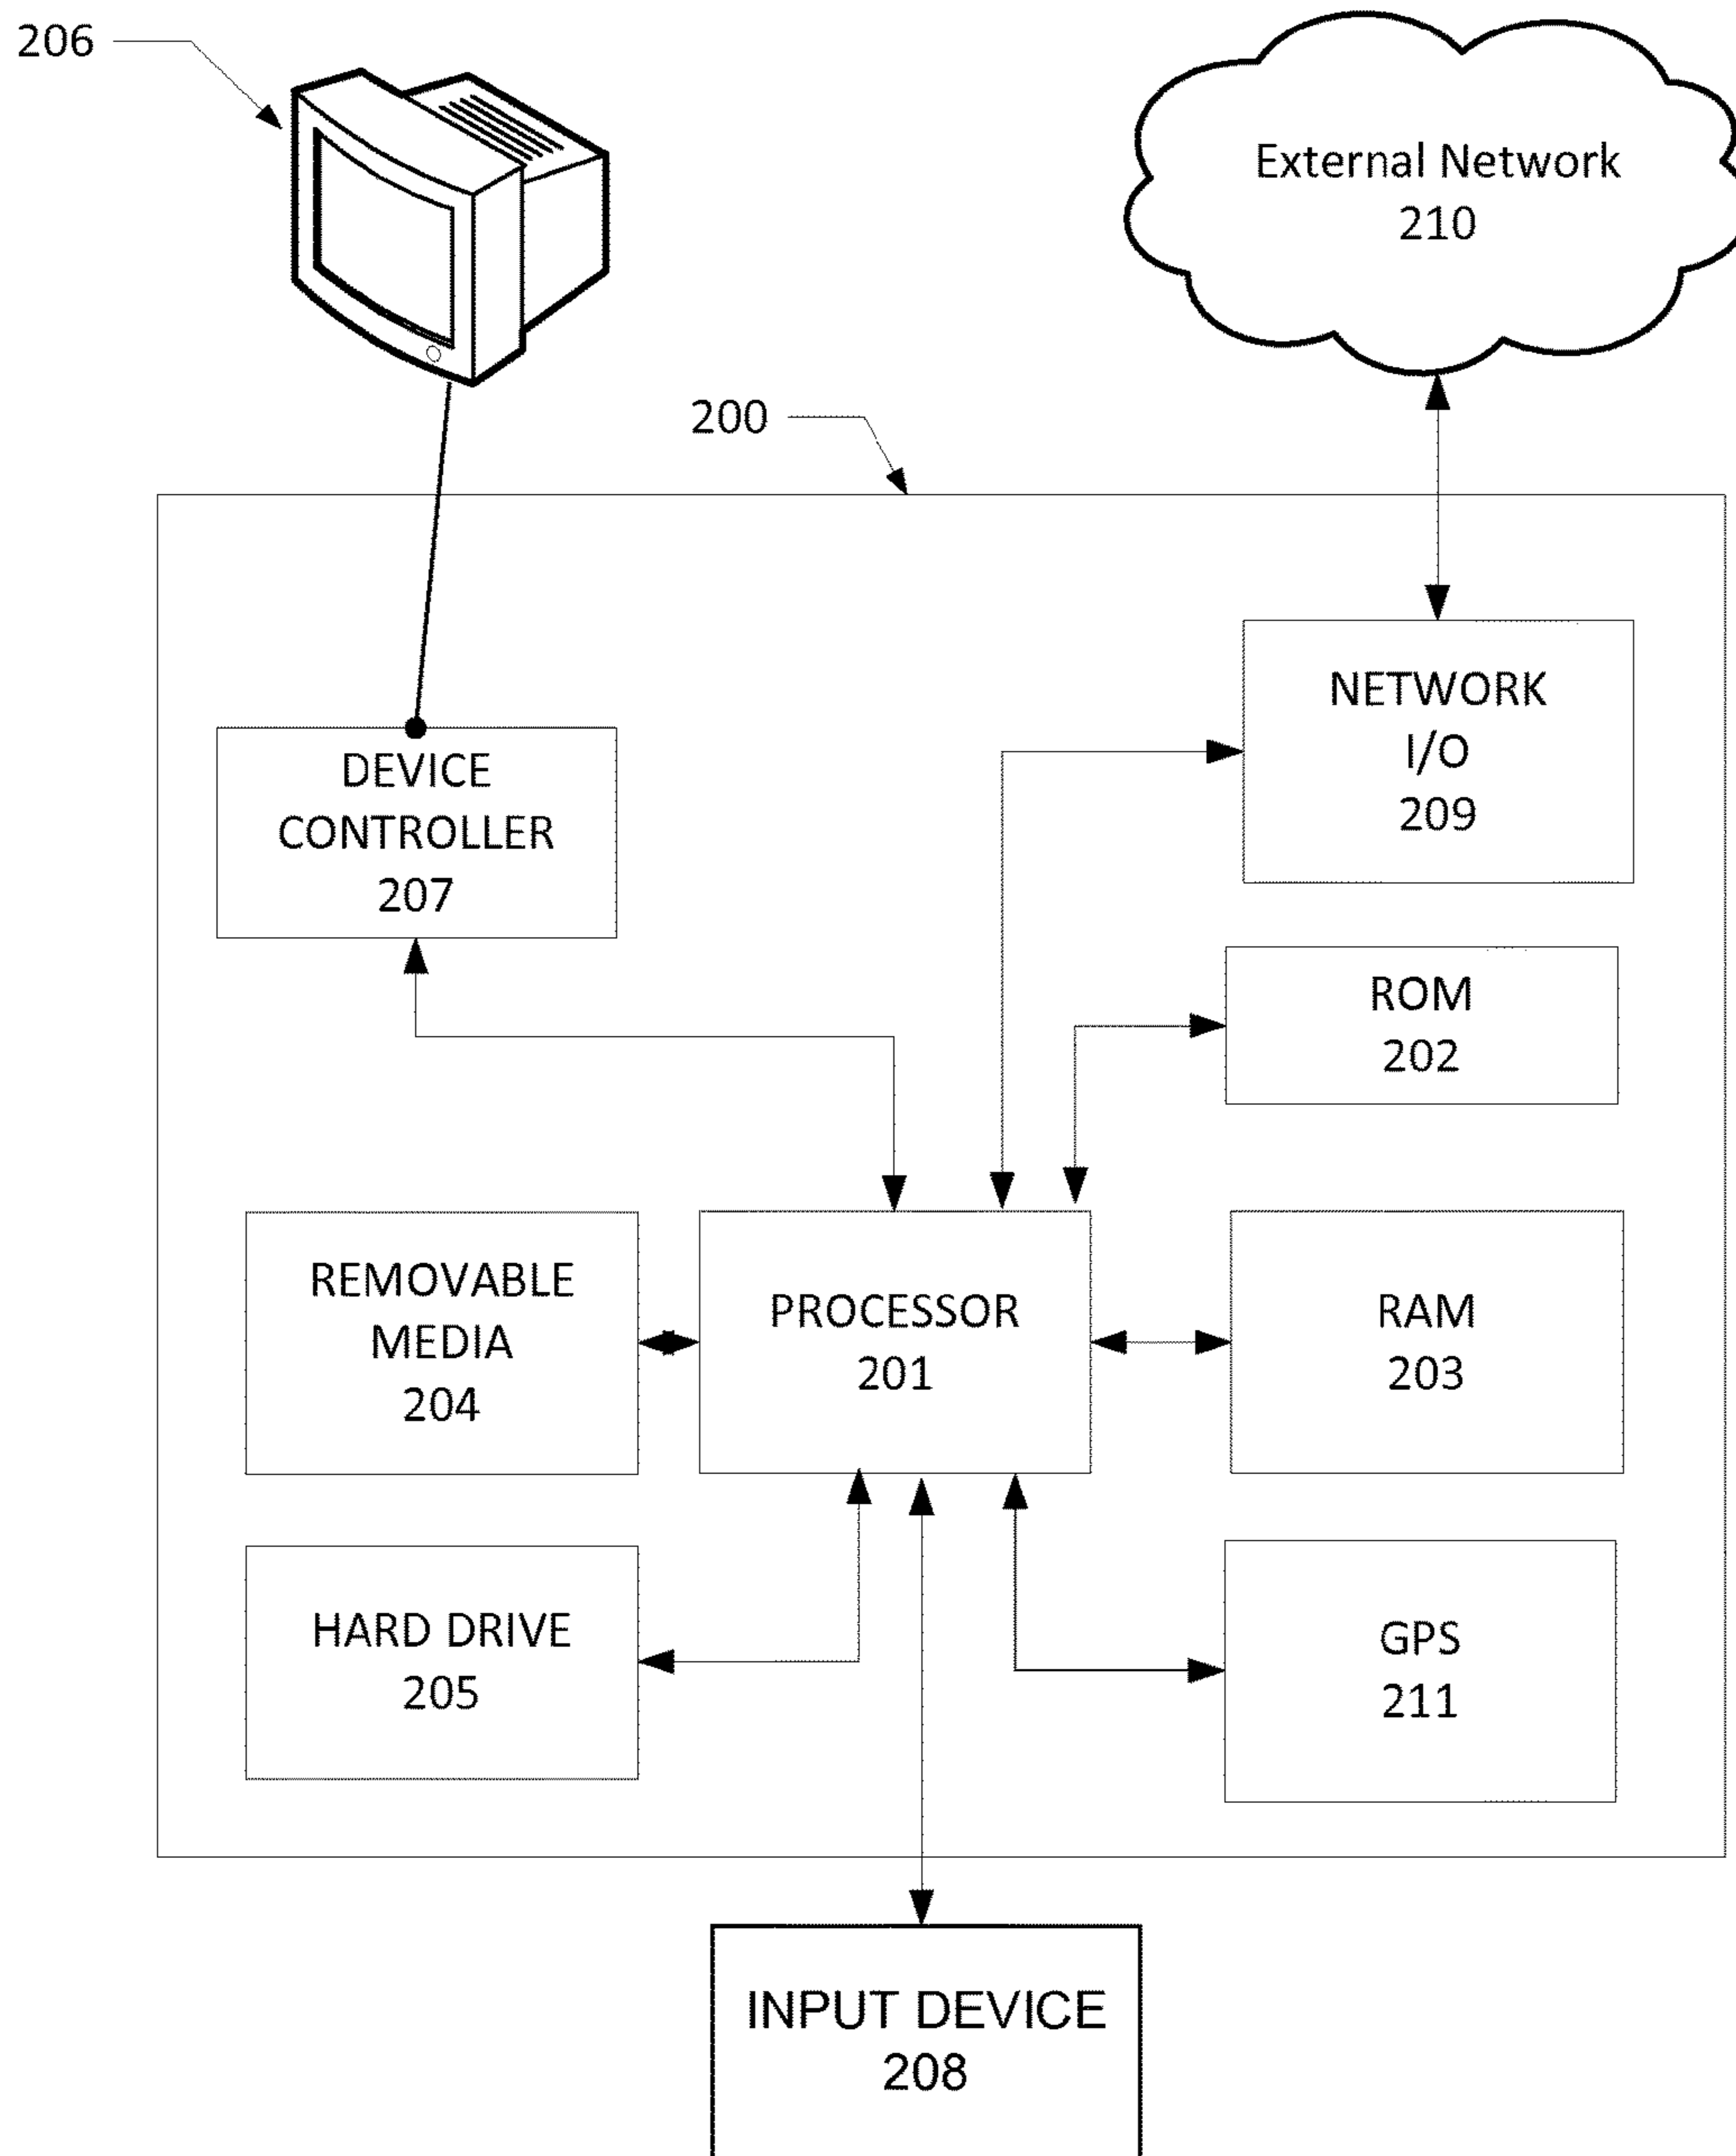 206
External Network
210
200
NETWORK
I/O
209
DEVICE
CONTROLLER
207
ROM
202
REMOVABLE
MEDIA
204
PROCESSOR
201
RAM
203
HARD DRIVE
205
GPS
211
INPUT DEVICE
208